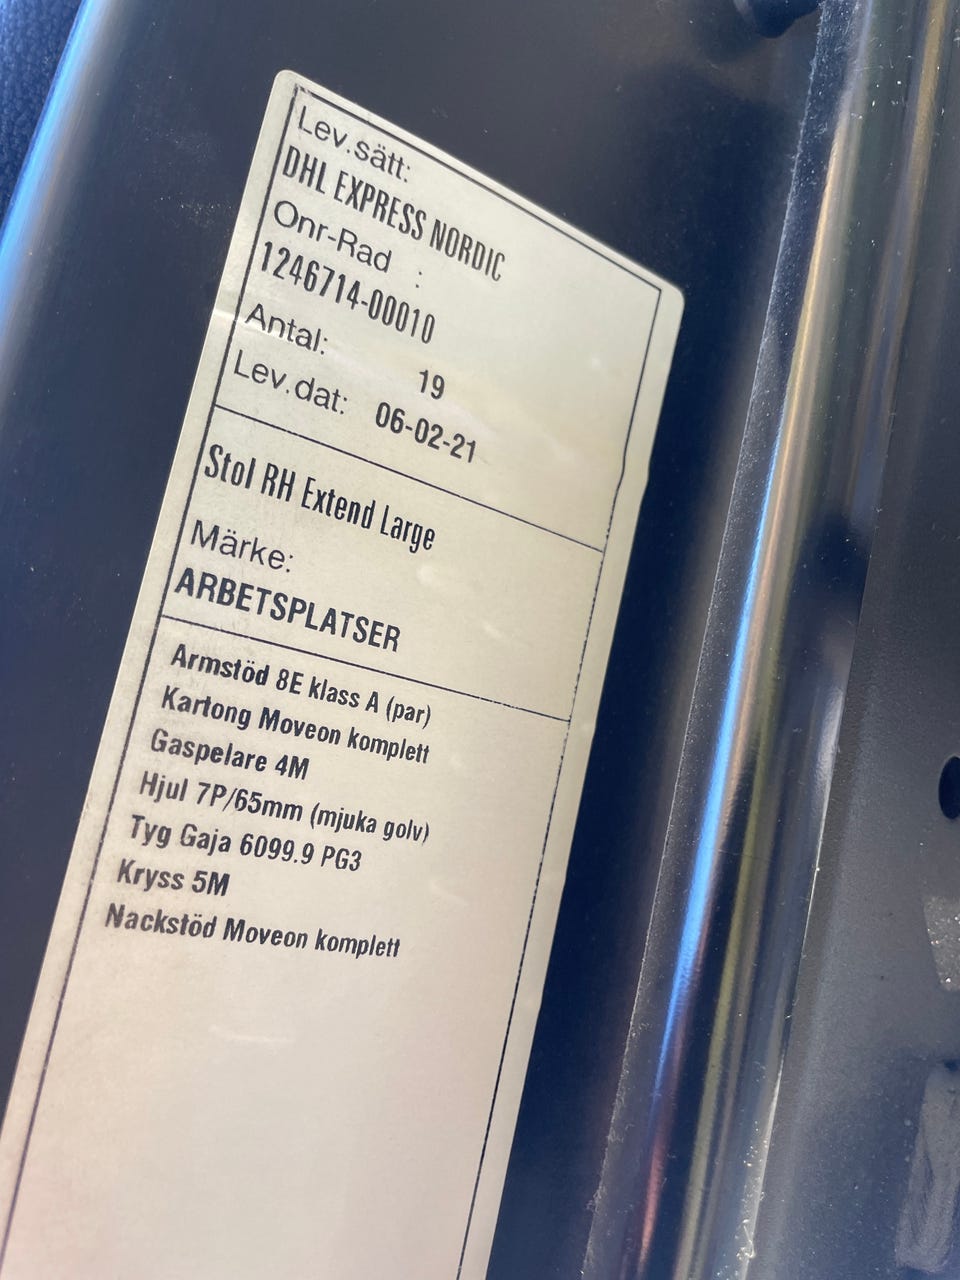 Lev.sätt:
DHL EXPRESS NORDIC
Onr-Rad :
1246714-00010
Antal: 19
Lev.dat: 06-02-21
Stol RH Extend Large
Märke:
ARBETSPLATSER
Armstöd 8E klass A (par)
Kartong Moveon komplett
Gaspelare 4M
Hjul 7P/65mm (mjuka golv)
Tyg Gaja 6099.9 PG3
Kryss 5M
Nackstöd Moveon komplett